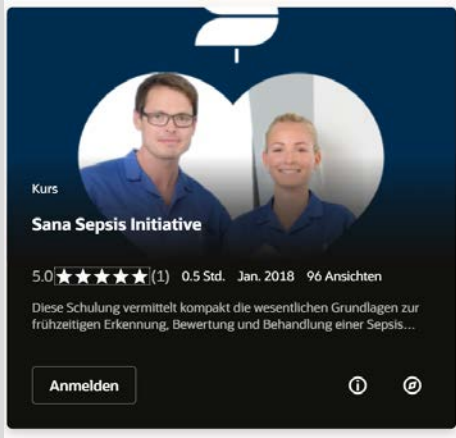 Kurs
Sana Sepsis Initiative
5.0 ★★★★★ (1) 0.5 Std. Jan. 2018 96 Ansichten
Diese Schulung vermittelt kompakt die wesentlichen Grundlagen zur
frühzeitigen Erkennung, Bewertung und Behandlung einer Sepsis...
Anmelden